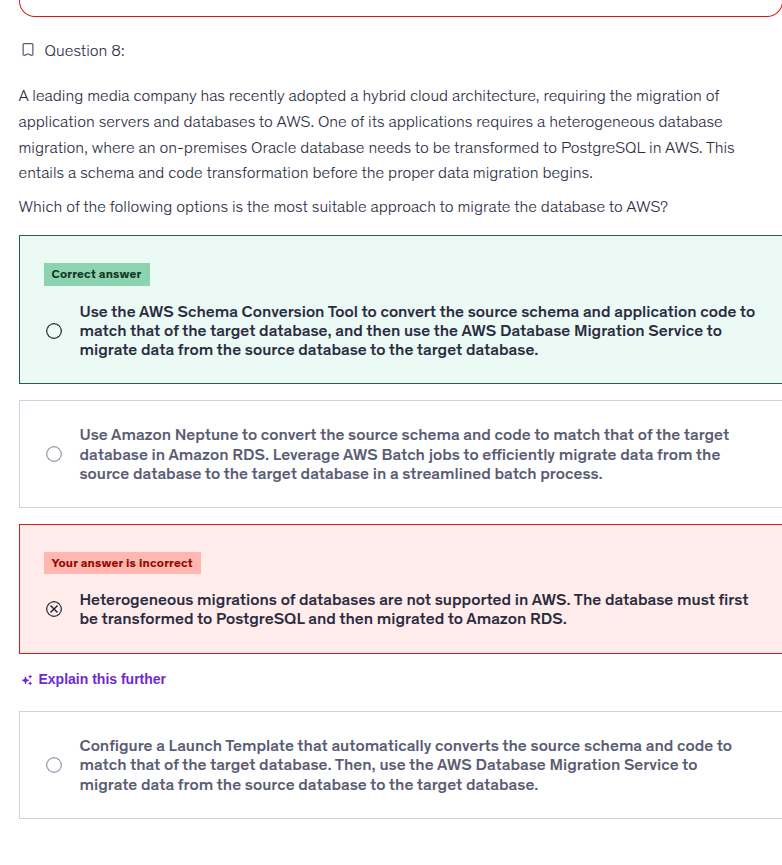 Question 8:
A leading media company has recently adopted a hybrid cloud architecture, requiring the migration of
application servers and databases to AWS. One of its applications requires a heterogeneous database
migration, where an on-premises Oracle database needs to be transformed to PostgreSQL in AWS. This
entails a schema and code transformation before the proper data migration begins.
Which of the following options is the most suitable approach to migrate the database to AWS?
Correct answer
Use the AWS Schema Conversion Tool to convert the source schema and application code to
match that of the target database, and then use the AWS Database Migration Service to
migrate data from the source database to the target database.
Use Amazon Neptune to convert the source schema and code to match that of the target
database in Amazon RDS. Leverage AWS Batch jobs to efficiently migrate data from the
source database to the target database in a streamlined batch process.
Your answer is incorrect
Heterogeneous migrations of databases are not supported in AWS. The database must first
be transformed to PostgreSQL and then migrated to Amazon RDS.
Explain this further
Configure a Launch Template that automatically converts the source schema and code to
match that of the target database. Then, use the AWS Database Migration Service to
migrate data from the source database to the target database.